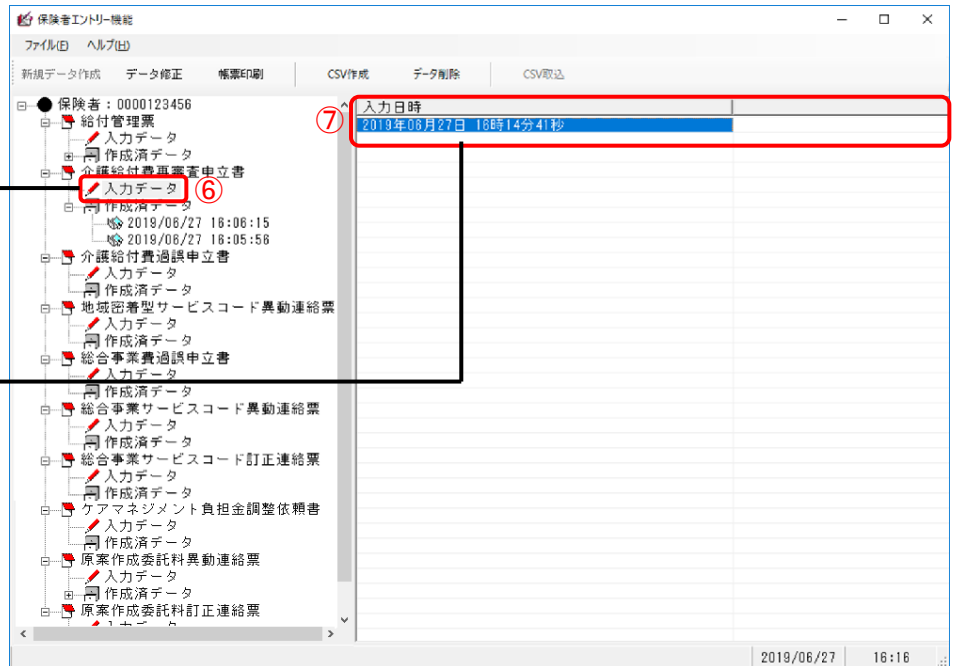 保険者エントリー機能
ファイル(F) ヘルプ(H)
新規データ作成 データ修正 帳票印刷 CSV作成 データ削除 CSV取込
保険者：0000123456
給付管理票
入力データ
作成済データ
介護給付費再審査申立書
入力データ ⑥
作成済データ
2019/06/27 16:06:15
2019/06/27 16:05:56
介護給付費過誤申立書
入力データ
作成済データ
地域密着型サービスコード異動連絡票
入力データ
作成済データ
総合事業費過誤申立書
入力データ
作成済データ
総合事業サービスコード異動連絡票
入力データ
作成済データ
総合事業サービスコード訂正連絡票
入力データ
作成済データ
ケアマネジメント負担金調整依頼書
入力データ
作成済データ
原案作成委託料異動連絡票
入力データ
作成済データ
原案作成委託料訂正連絡票
⑦
入力日時
2019年06月27日 16時14分41秒
2019/06/27 16:16